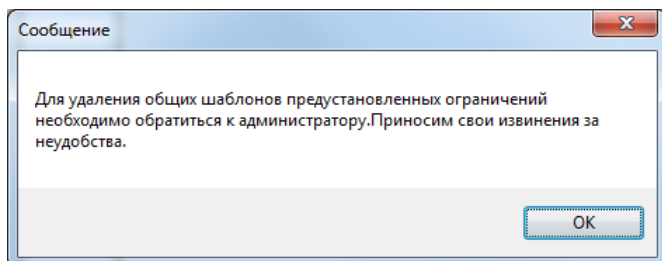 Сообщение
Для удаления общих шаблонов предустановленных ограничений
необходимо обратиться к администратору.Приносим свои извинения за
неудобства.
OK